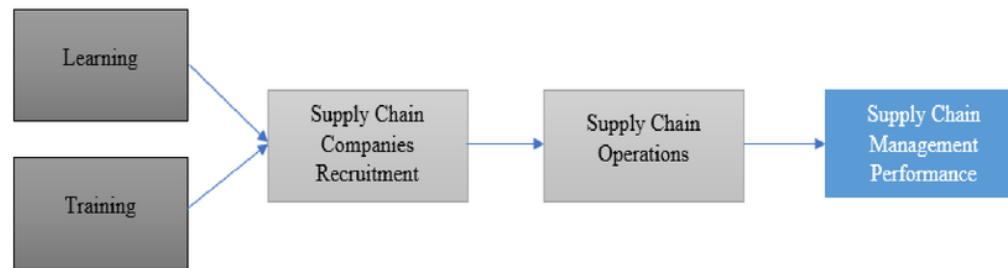 Learning
Training
Supply Chain
Companies
Recruitment
Supply Chain
Operations
Supply Chain
Management
Performance